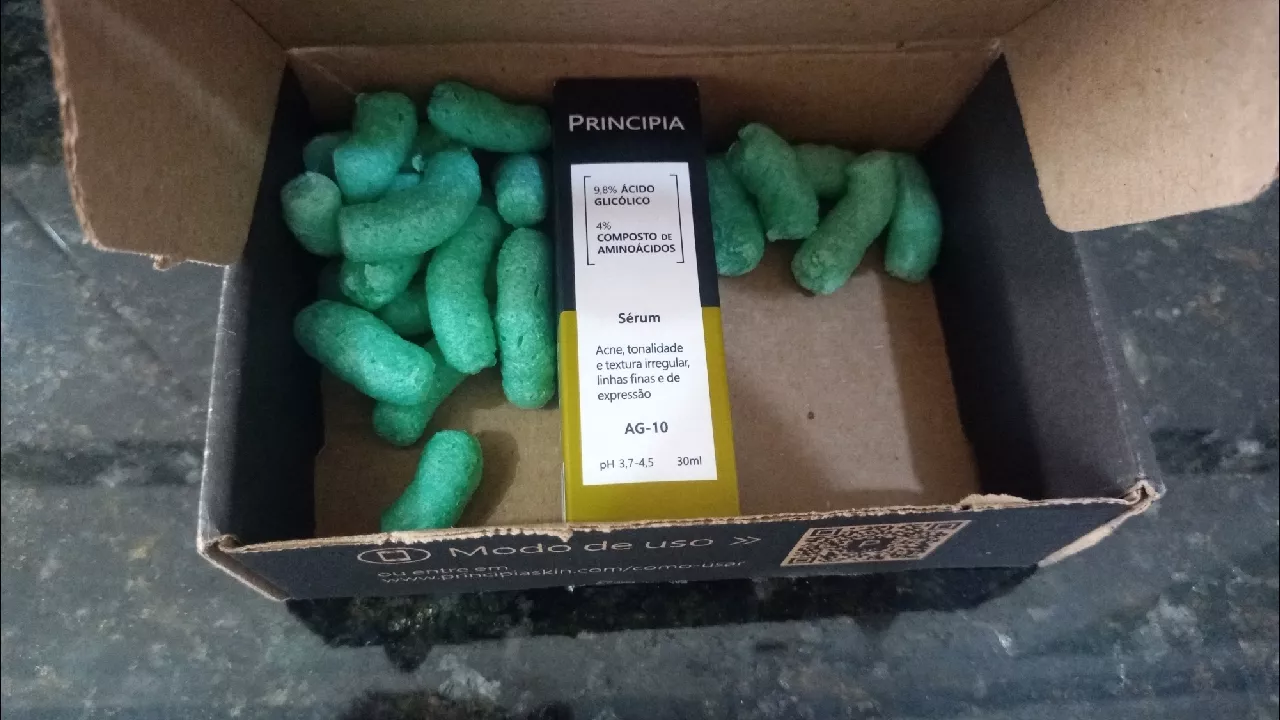 PRINCIPIA
9,8% ÁCIDO
GLICÓLICO
4%
COMPOSTO DE
AMINOÁCIDOS
Sérum
Acne, tonalidade
e textura irregular,
linhas finas e de
expressão
AG-10
pH 3,7-4,5 30ml
Modo de uso »
ou entre em
www.principiaskin.com/como-usar